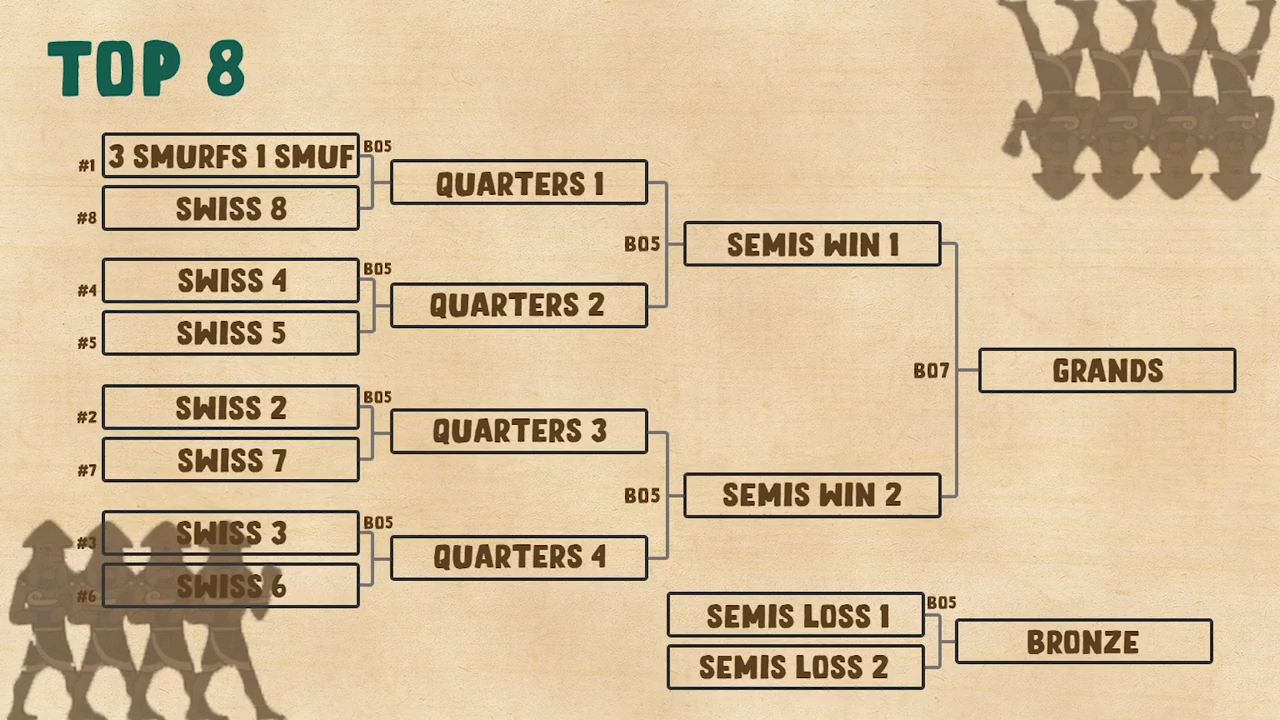 TOP 8
#1 3 SMURFS 1 SMUF BO5
#8 SWISS 8
QUARTERS 1
#4 SWISS 4 BO5
#5 SWISS 5
QUARTERS 2
BO5 SEMIS WIN 1
#2 SWISS 2 BO5
#7 SWISS 7
QUARTERS 3
#3 SWISS 3 BO5
#6 SWISS 6
QUARTERS 4
BO5 SEMIS WIN 2
BO7 GRANDS
SEMIS LOSS 1 BO5
SEMIS LOSS 2
BRONZE